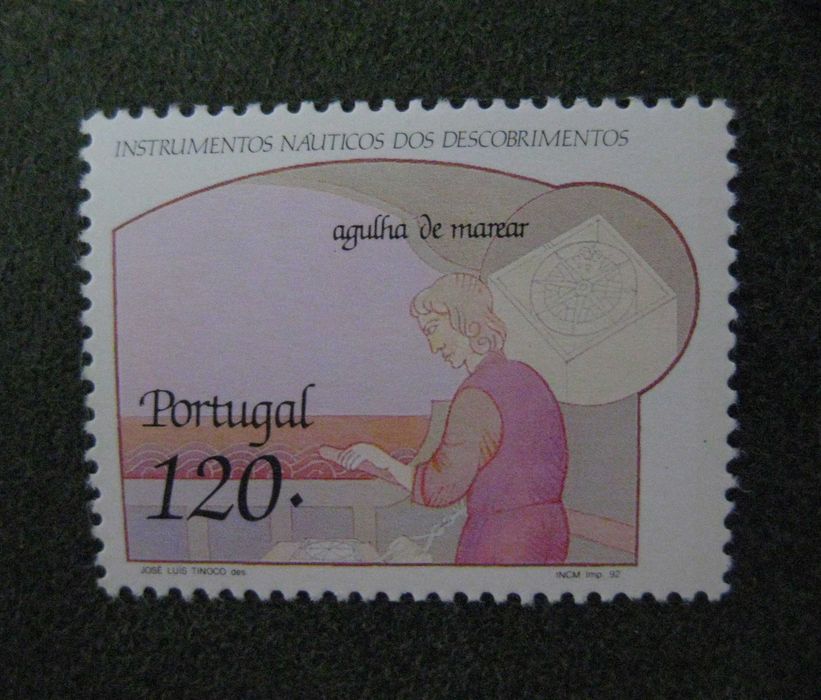 INSTRUMENTOS NÁUTICOS DOS DESCOBRIMENTOS
agulha de marear
Portugal
120.
JOSÉ LUIS TINOCO des.
INCM Imp. 92